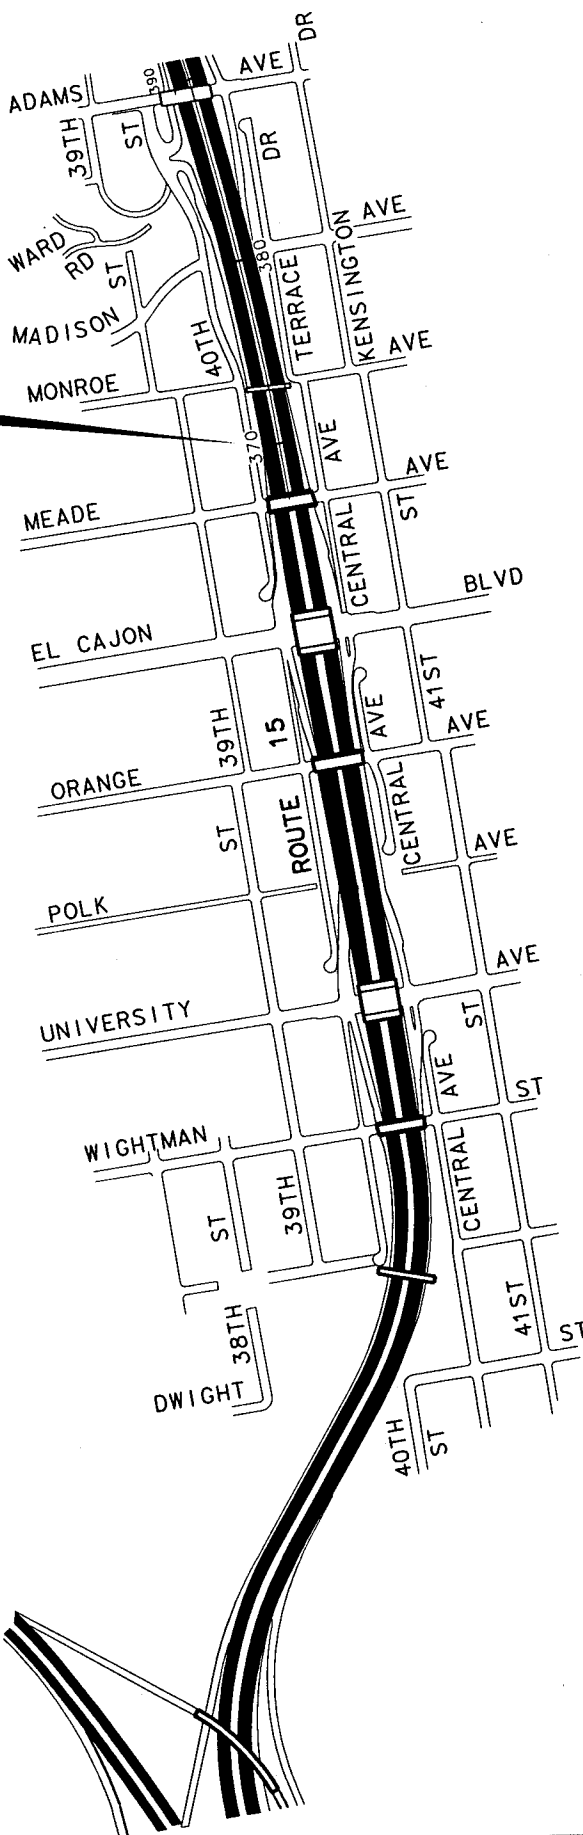 DR
AVE
390
ADAMS
39TH
ST
DR
WARD
RD
AVE
380
ST
TERRACE
KENSINGTON
MADISON
40TH
AVE
MONROE
370
AVE
AVE
MEADE
ST
CENTRAL
BLVD
EL CAJON
41ST
39TH
15
AVE
AVE
ORANGE
ROUTE
CENTRAL
ST
AVE
POLK
AVE
UNIVERSITY
ST
AVE
ST
WIGHTMAN
CENTRAL
39TH
ST
41ST
38TH
ST
DWIGHT
40TH
ST